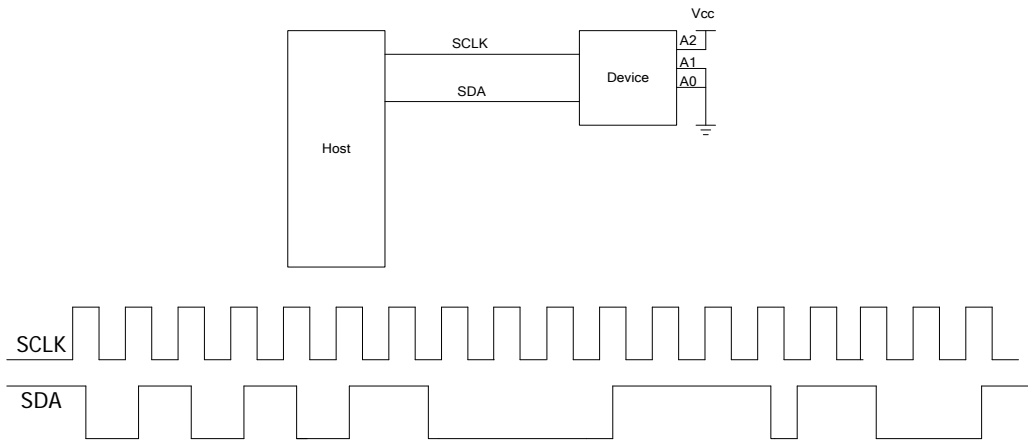 Vcc
SCLK
A2
A1
Device
A0
SDA
Host
SCLK
SDA